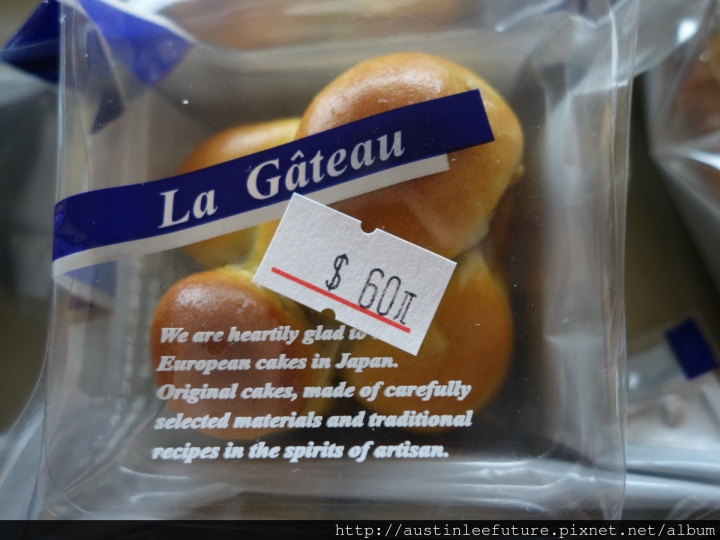 La Gâteau
$ 60元
We are heartily glad to
European cakes in Japan.
Original cakes, made of carefully
selected materials and traditional
recipes in the spirits of artisan.
http://austinleefuture.pixnet.net/album